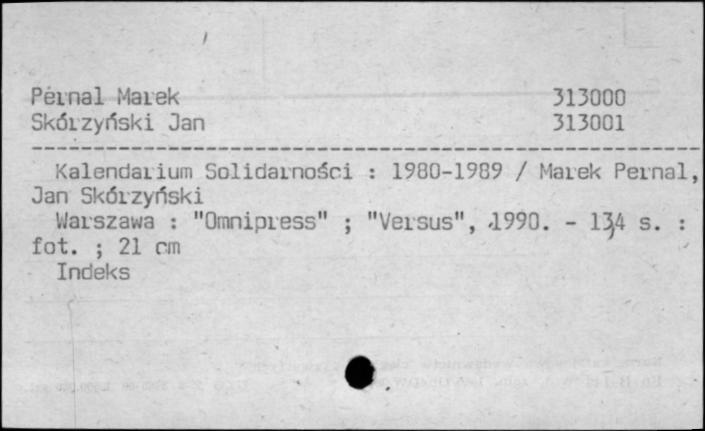 Pernal Marek 313000
Skórzyński Jan 313001
Kalendarium Solidarności : 1980-1989 / Marek Pernal,
Jan Skórzyński
Warszawa : "Omnipress" ; "Versus", 1990. - 134 s. :
fot. ; 21 cm
Indeks